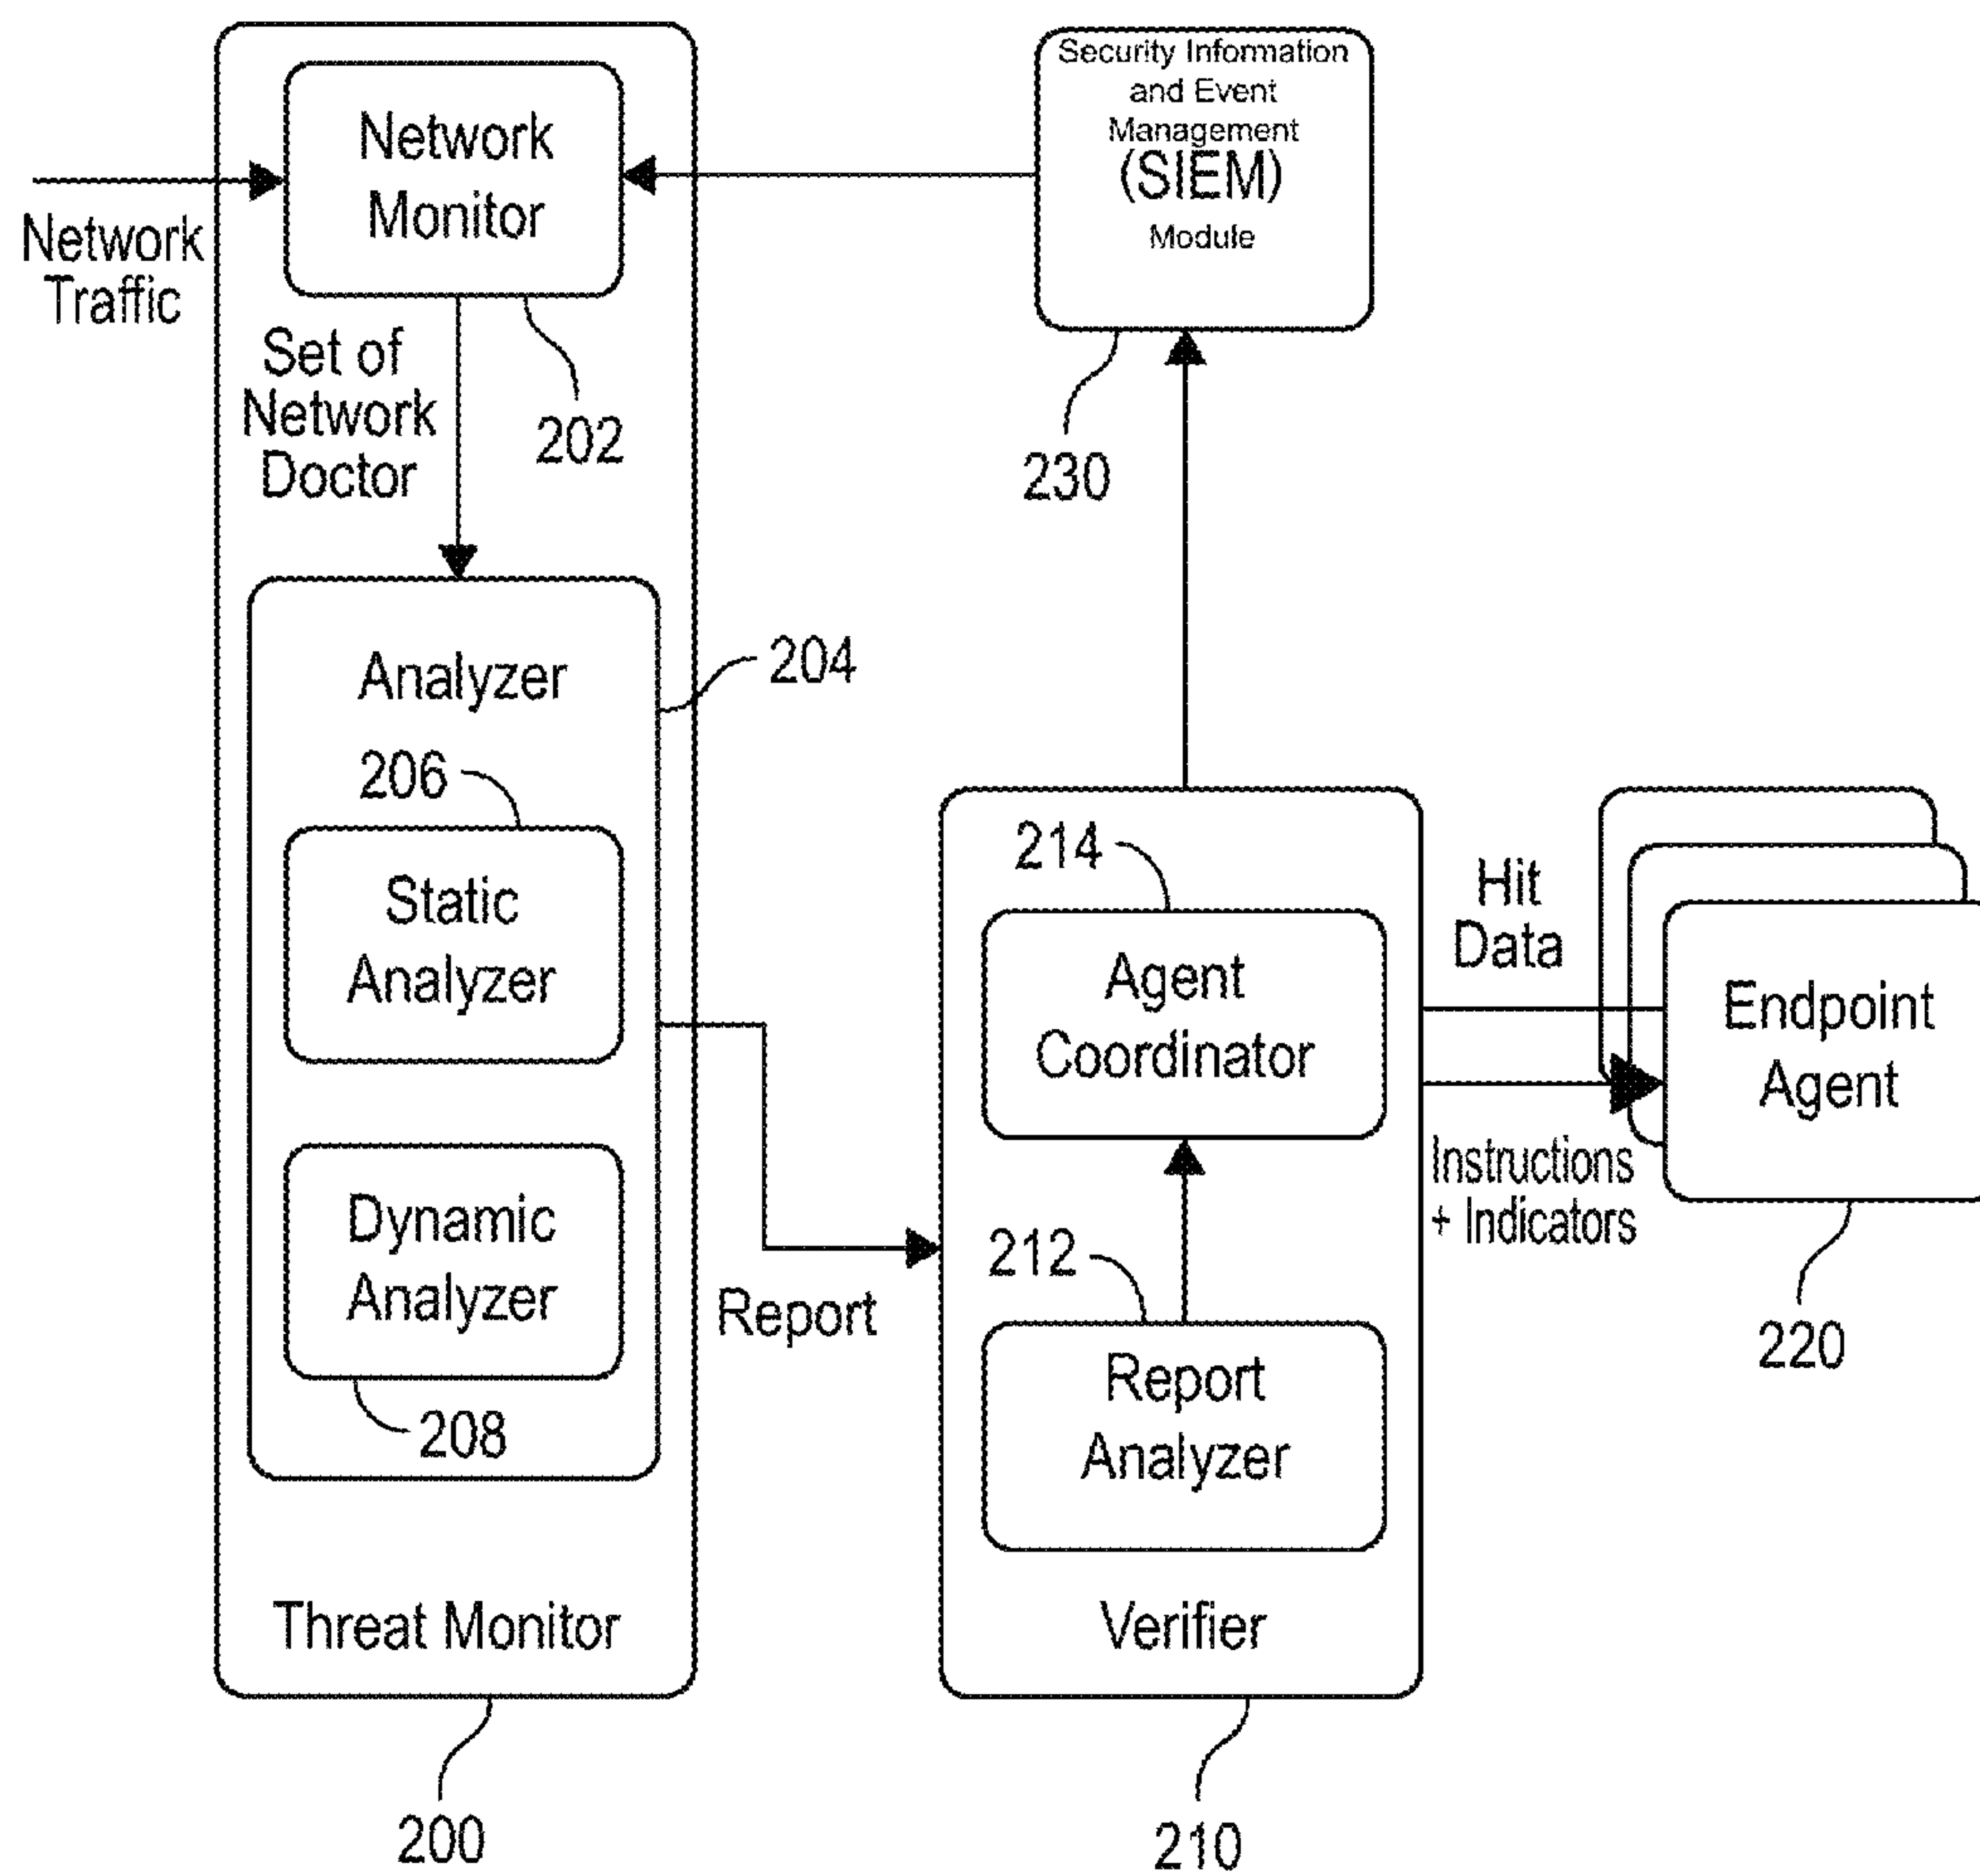 Network
Monitor
Network
Traffic
Set of
Network
Doctor
202
Security Information
and Event
Management
(SIEM)
Module
230
Analyzer
204
206
Static
Analyzer
Dynamic
Analyzer
208
Threat Monitor
200
Report
214
Agent
Coordinator
212
Report
Analyzer
Verifier
210
Hit
Data
Instructions
+ Indicators
Endpoint
Agent
220